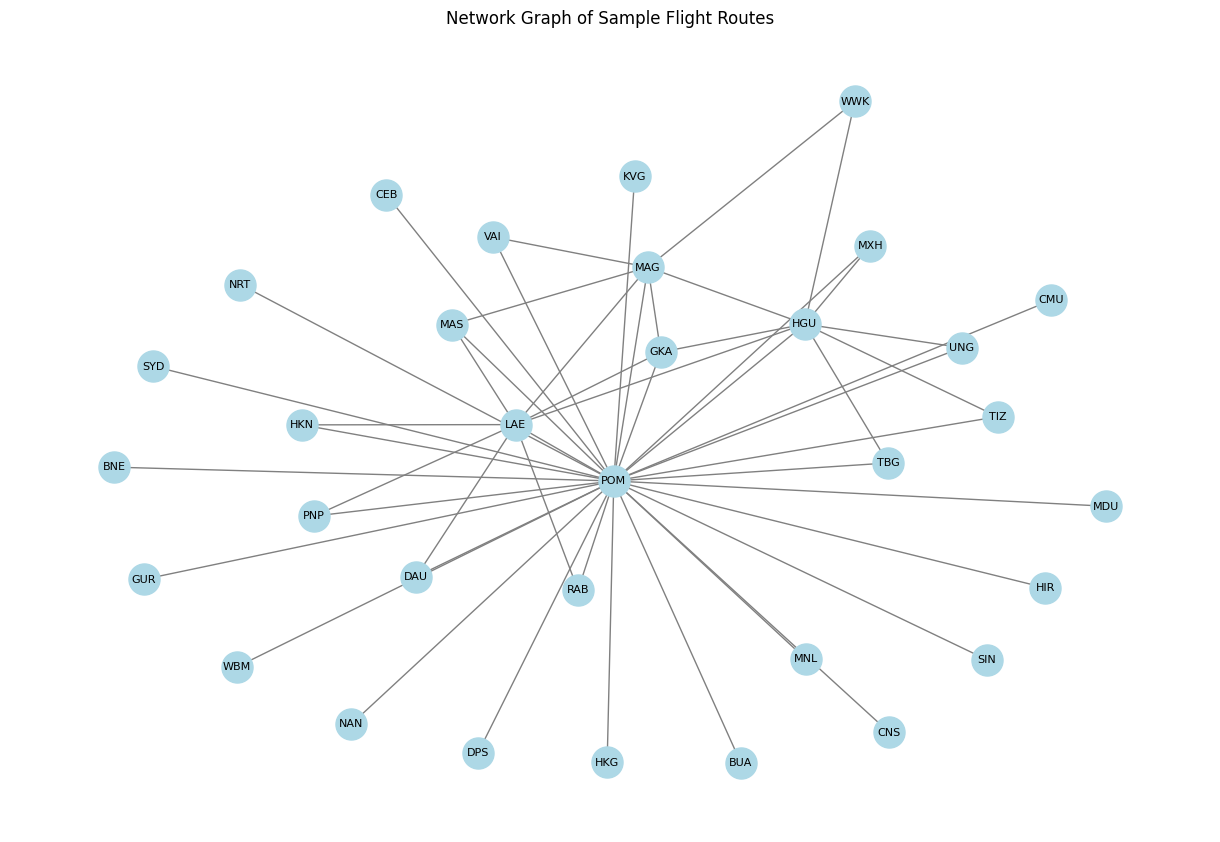 Network Graph of Sample Flight Routes
WWK
KVG
CEB
VAI
MXH
MAG
NRT
CMU
MAS
HGU
UNG
GKA
SYD
TIZ
HKN
LAE
TBG
BNE
POM
MDU
PNP
DAU
GUR
HIR
RAB
MNL
SIN
WBM
NAN
CNS
DPS
HKG
BUA